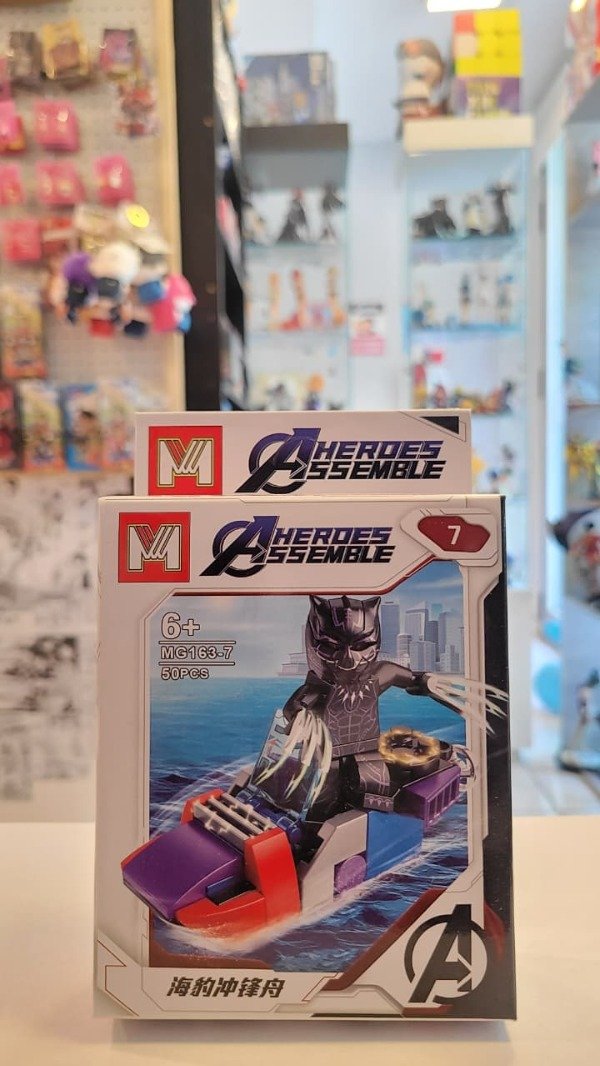 M
HEROES
ASSEMBLE
M
HEROES
ASSEMBLE
7
6+
MG163-7
50PCS
海豹冲锋舟
A